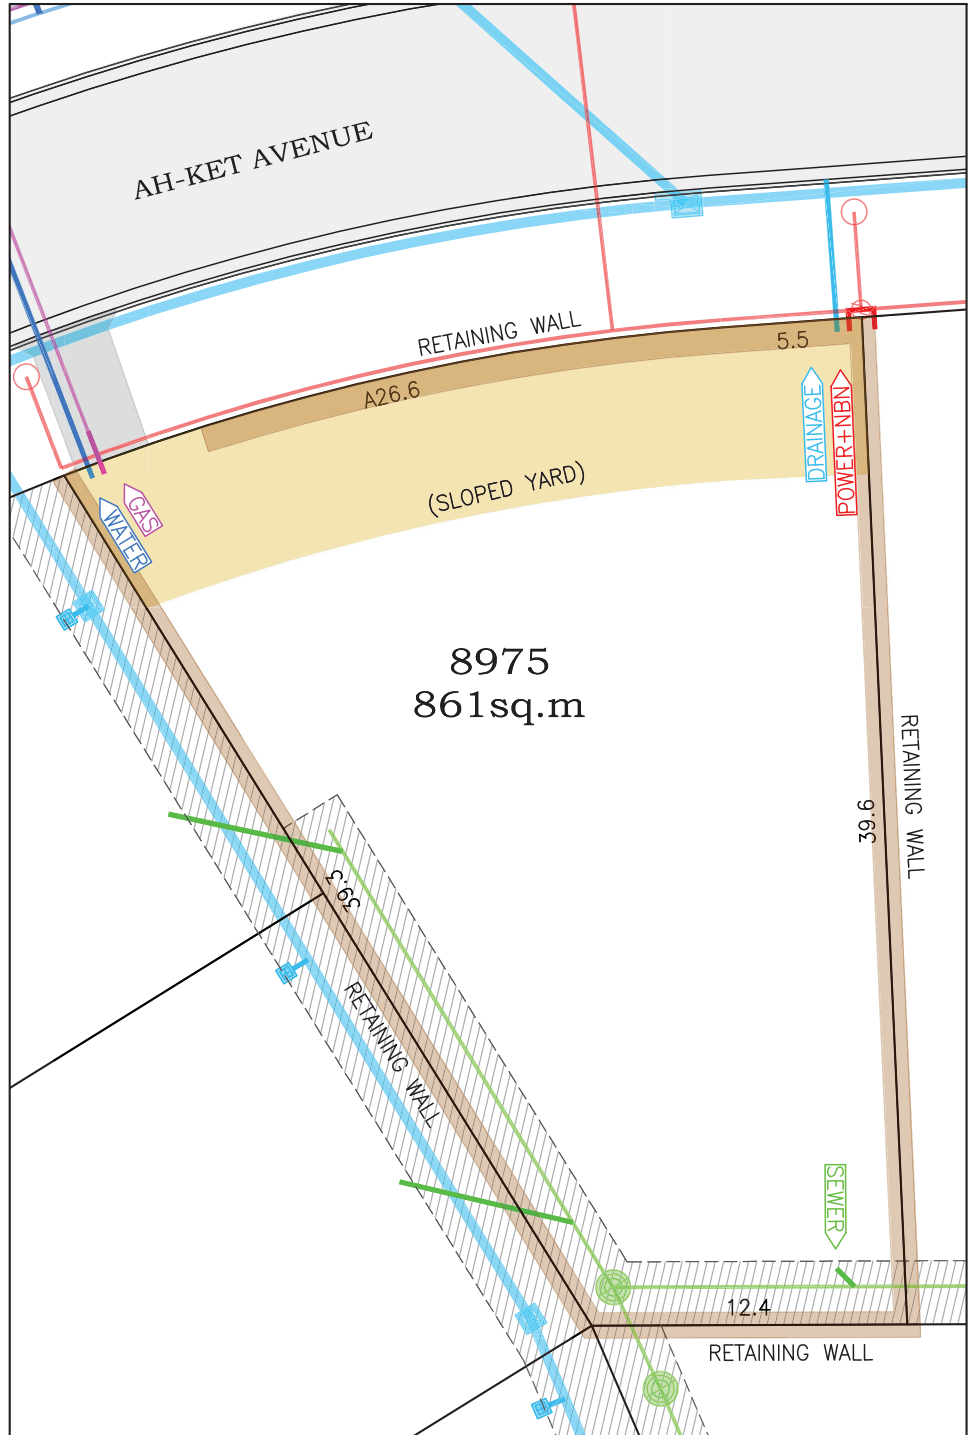 AH-KET AVENUE
RETAINING WALL
5.5
A26.6
DRAINAGE
POWER+NBN
(SLOPED YARD)
GAS
WATER
8975
861sq.m
RETAINING WALL
39.6
39.3
RETAINING WALL
SEWER
12.4
RETAINING WALL